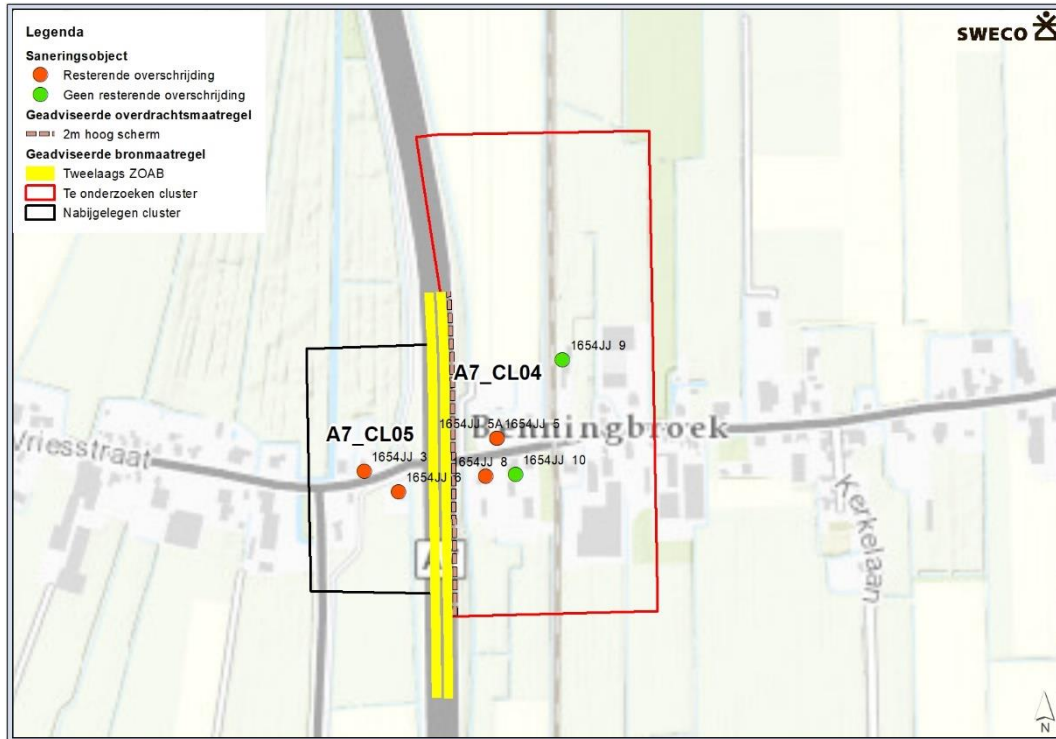 Legenda
Saneringsobject
Resterende overschrijding
Geen resterende overschrijding
Geadviseerde overdrachtsmaatregel
2m hoog scherm
Geadviseerde bronmaatregel
Tweelaags ZOAB
Te onderzoeken cluster
Nabijgelegen cluster
SWECO
1654JJ 9
A7_CL04
1654JJ 5A 1654JJ 5
Benningbroek
A7_CL05
Vriesstraat
1654JJ 3
1654JJ 8
1654JJ 10
1654JJ 6
Kerkelaan
N